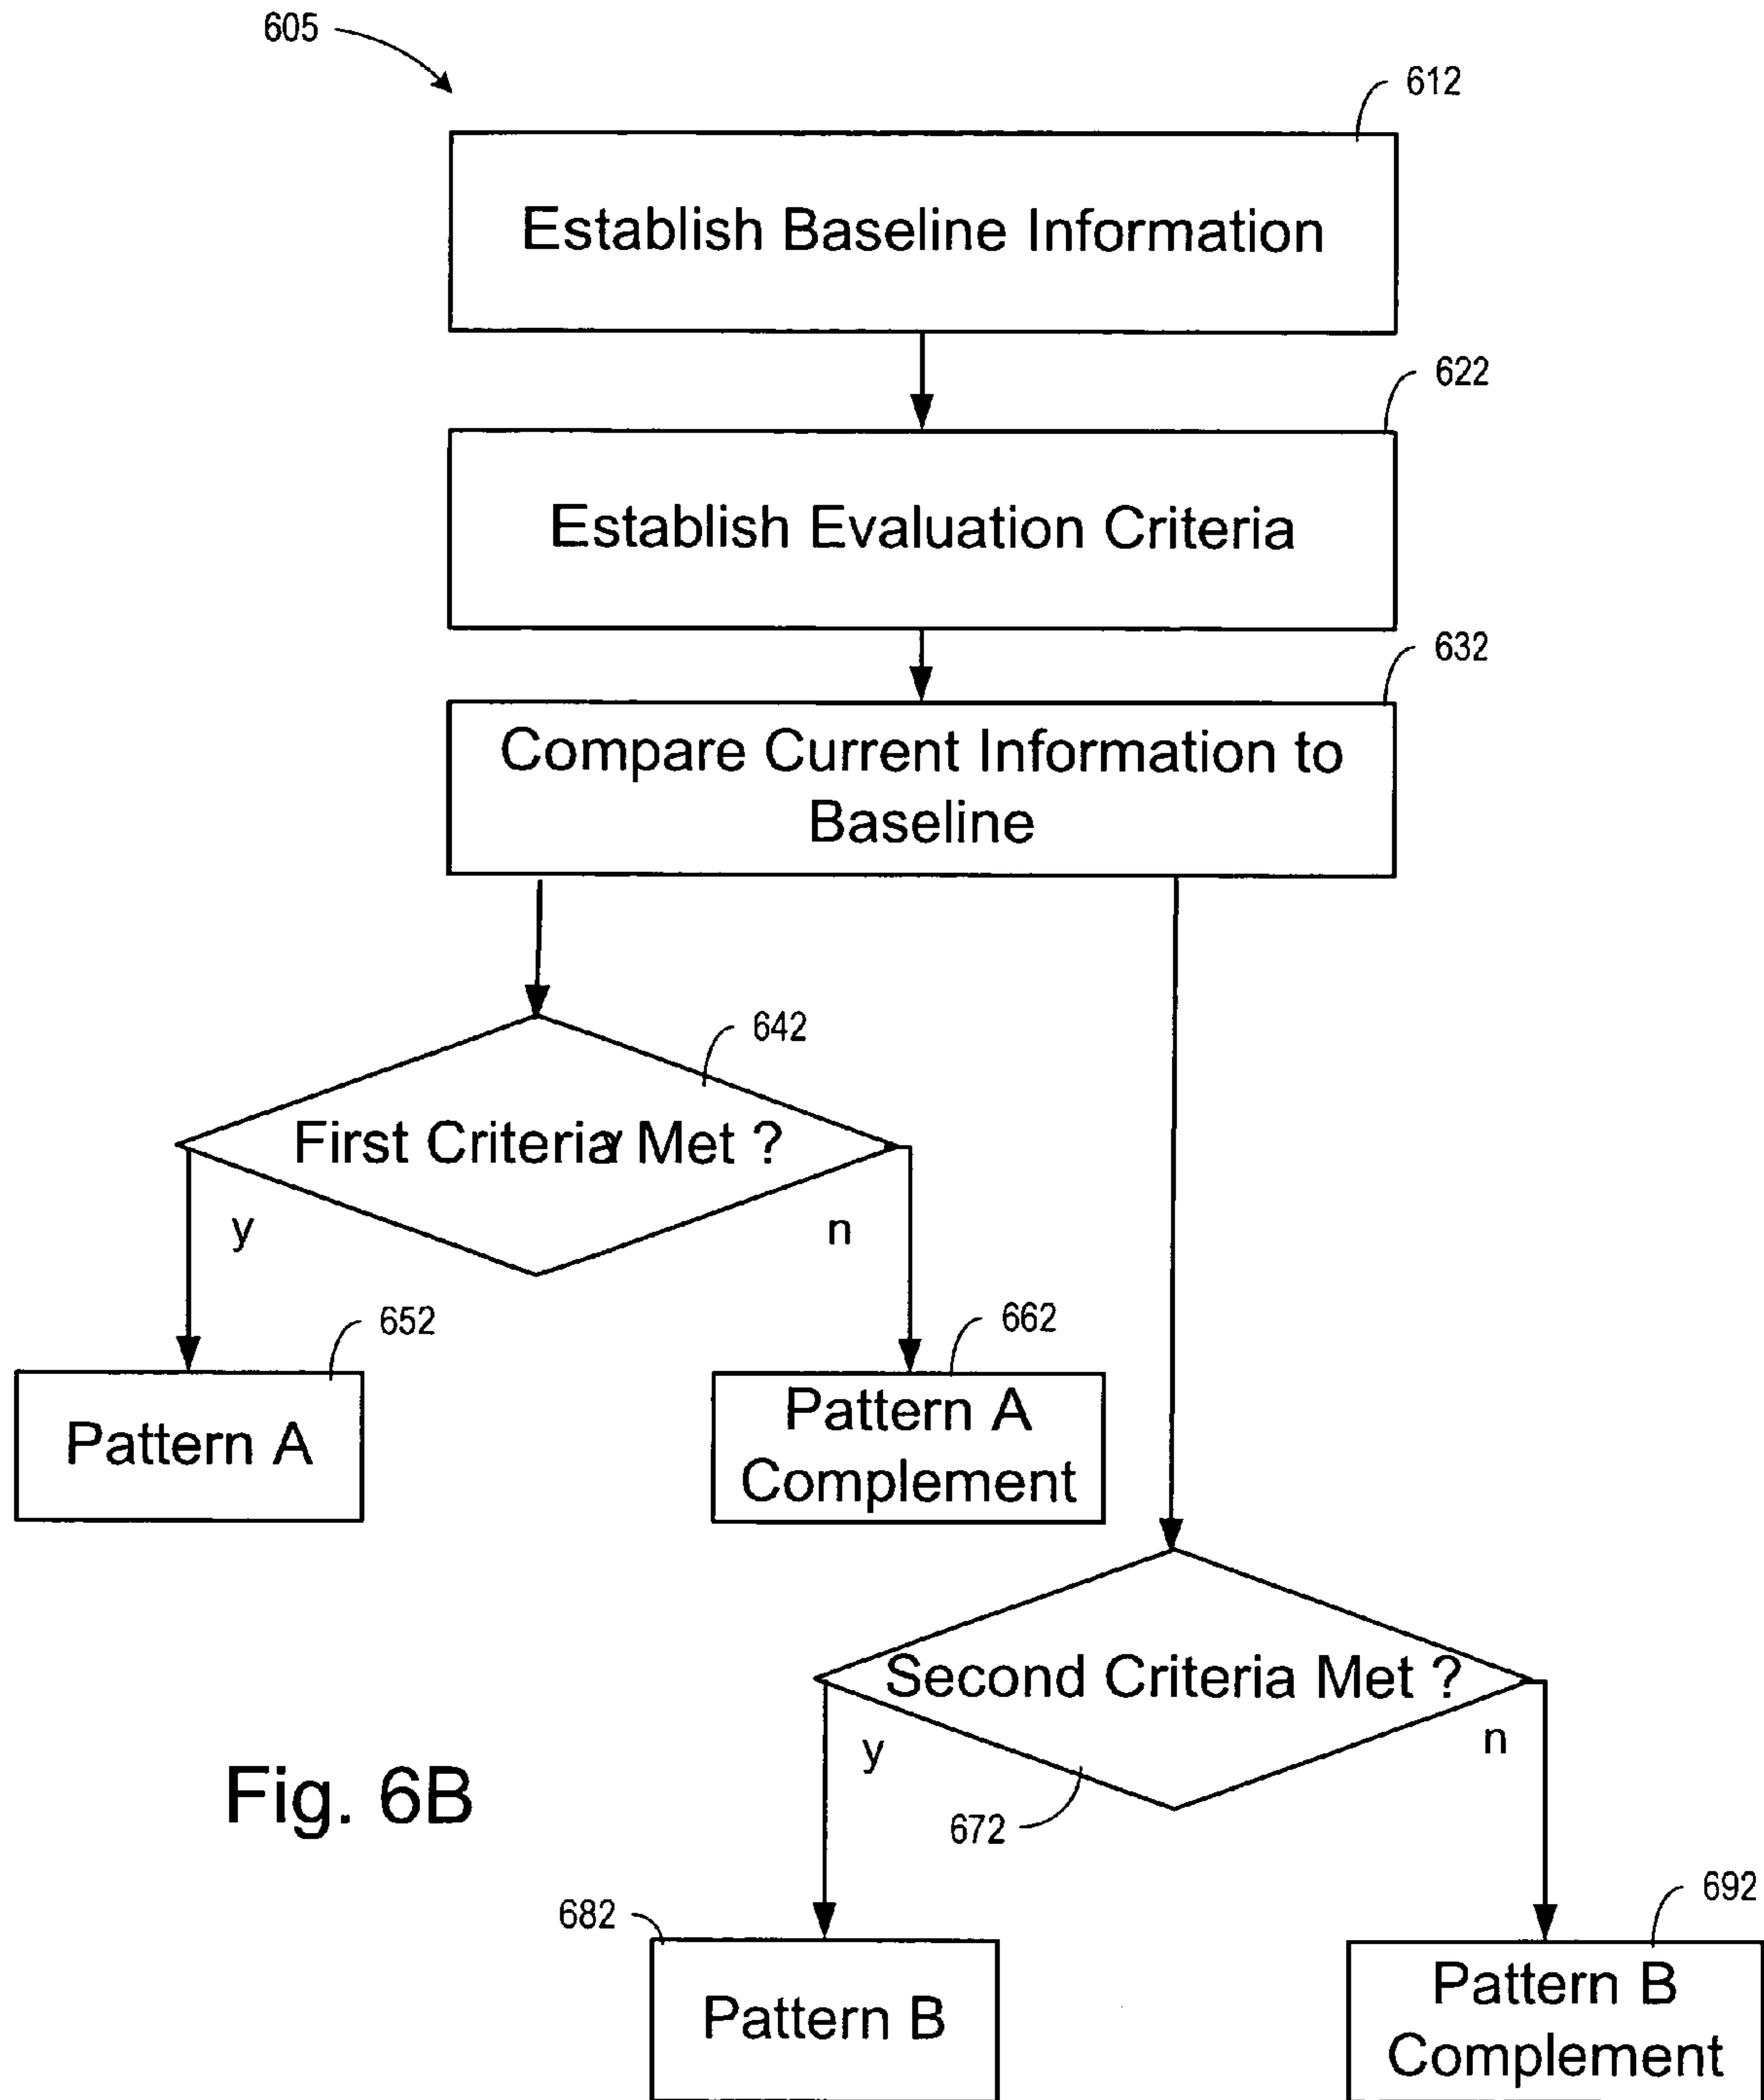 605
612
Establish Baseline Information
622
Establish Evaluation Criteria
632
Compare Current Information to
Baseline
642
First Criteria Met ?
y
n
652
662
Pattern A
Pattern A
Complement
Second Criteria Met ?
y
n
672
Fig. 6B
682
692
Pattern B
Pattern B
Complement